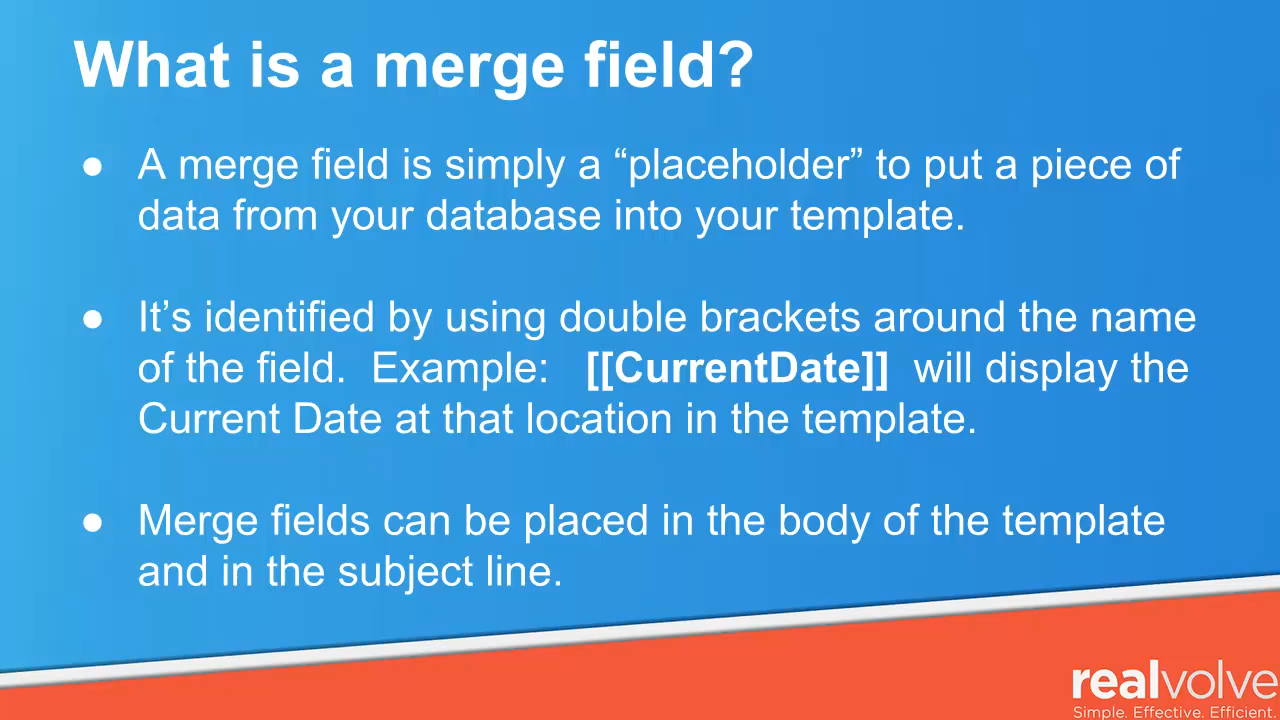 What is a merge field?
● A merge field is simply a “placeholder” to put a piece of
data from your database into your template.
● It’s identified by using double brackets around the name
of the field.  Example:   [[CurrentDate]]  will display the
Current Date at that location in the template.
● Merge fields can be placed in the body of the template
and in the subject line.
realvolve
Simple. Effective. Efficient.